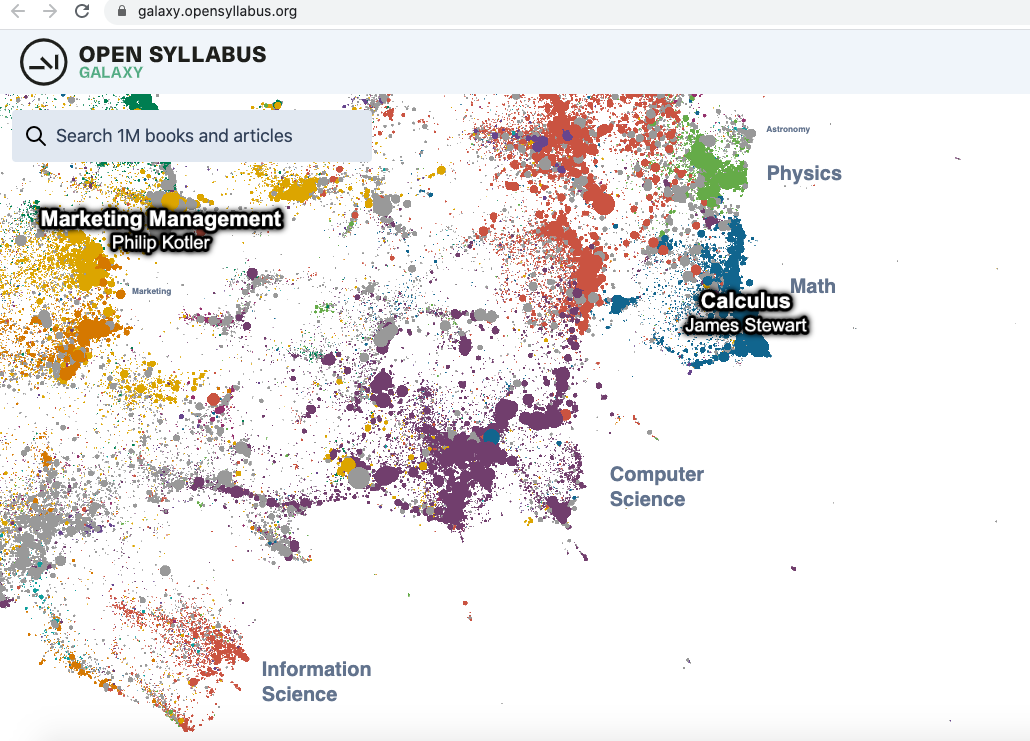 galaxy.opensyllabus.org
OPEN SYLLABUS
GALAXY
Search 1M books and articles
Astronomy
Physics
Marketing Management
Philip Kotler
Marketing
Math
Calculus
James Stewart
Computer
Science
Information
Science